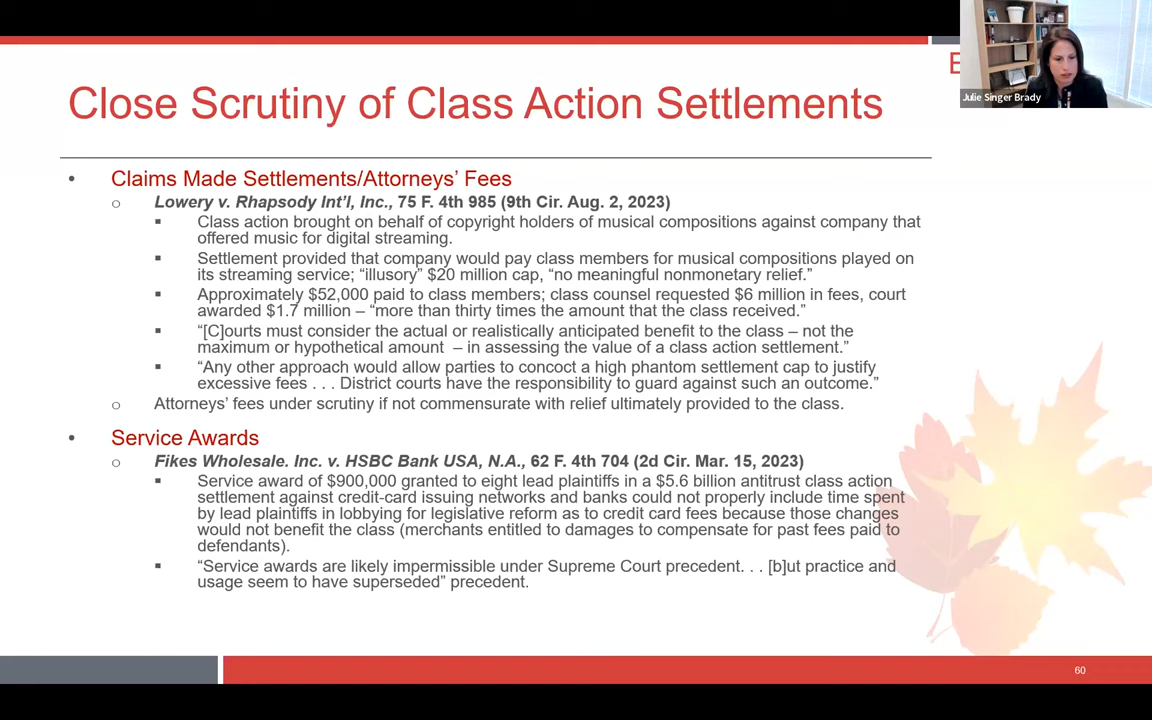 Close Scrutiny of Class Action Settlements
E
Julie Singer Brady
• Claims Made Settlements/Attorneys’ Fees
o Lowery v. Rhapsody Int’l, Inc., 75 F. 4th 985 (9th Cir. Aug. 2, 2023)
▪ Class action brought on behalf of copyright holders of musical compositions against company that
offered music for digital streaming.
▪ Settlement provided that company would pay class members for musical compositions played on
its streaming service; “illusory” $20 million cap, “no meaningful nonmonetary relief.”
▪ Approximately $52,000 paid to class members; class counsel requested $6 million in fees, court
awarded $1.7 million – “more than thirty times the amount that the class received.”
▪ “[C]ourts must consider the actual or realistically anticipated benefit to the class – not the
maximum or hypothetical amount – in assessing the value of a class action settlement.”
▪ “Any other approach would allow parties to concoct a high phantom settlement cap to justify
excessive fees . . . District courts have the responsibility to guard against such an outcome.”
o Attorneys’ fees under scrutiny if not commensurate with relief ultimately provided to the class.
• Service Awards
o Fikes Wholesale. Inc. v. HSBC Bank USA, N.A., 62 F. 4th 704 (2d Cir. Mar. 15, 2023)
▪ Service award of $900,000 granted to eight lead plaintiffs in a $5.6 billion antitrust class action
settlement against credit-card issuing networks and banks could not properly include time spent
by lead plaintiffs in lobbying for legislative reform as to credit card fees because those changes
would not benefit the class (merchants entitled to damages to compensate for past fees paid to
defendants).
▪ “Service awards are likely impermissible under Supreme Court precedent. . . [b]ut practice and
usage seem to have superseded” precedent.
60